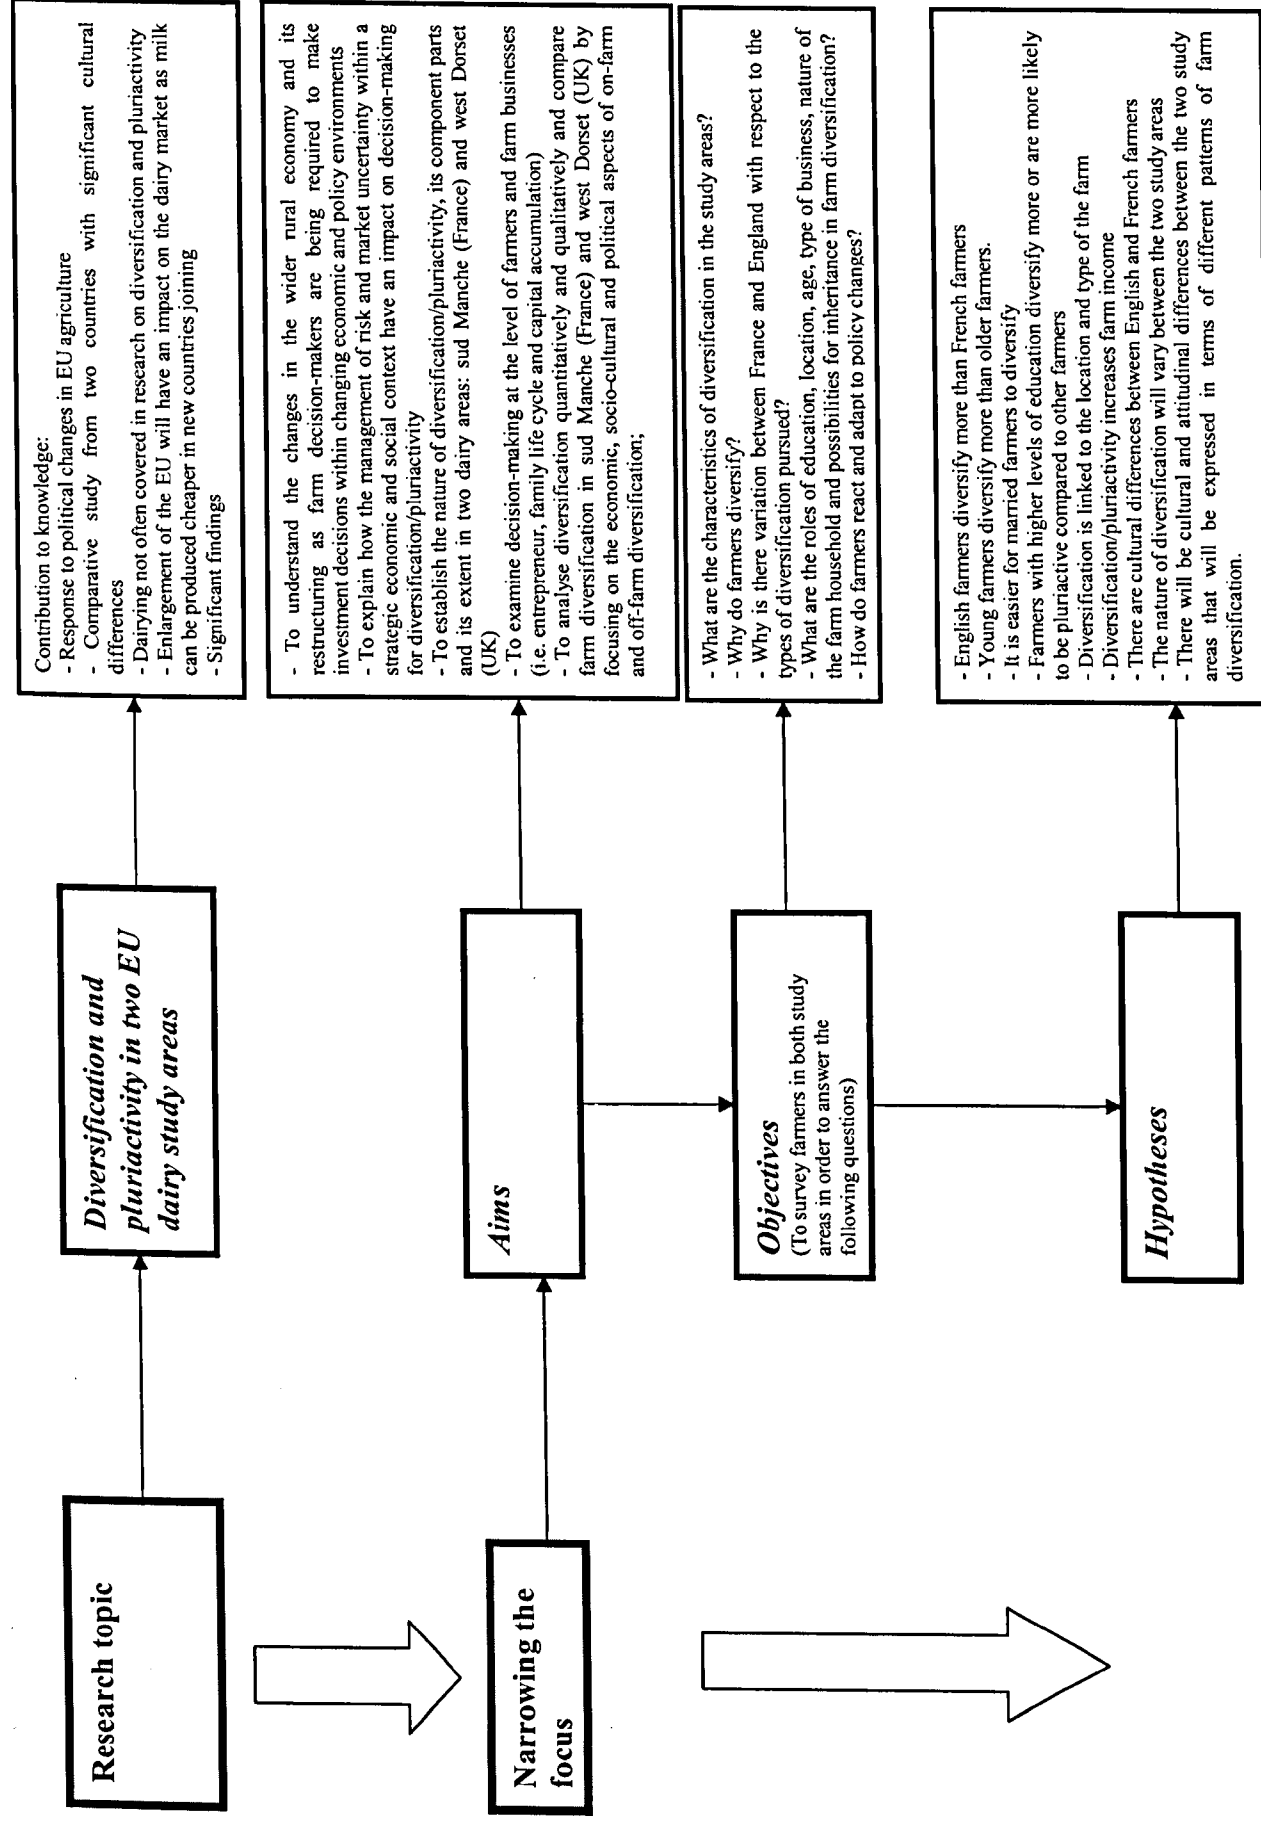 Research topic
Diversification and
pluriactivity in two EU
dairy study areas
Contribution to knowledge:
- Response to political changes in EU agriculture
- Comparative study from two countries with significant cultural
differences
- Dairying not often covered in research on diversification and pluriactivity
- Enlargement of the EU will have an impact on the dairy market as milk
can be produced cheaper in new countries joining
- Significant findings
Narrowing the
focus
Aims
- To understand the changes in the wider rural economy and its
restructuring as farm decision-makers are being required to make
investment decisions within changing economic and policy environments
- To explain how the management of risk and market uncertainty within a
strategic economic and social context have an impact on decision-making
for diversification/pluriactivity
- To establish the nature of diversification/pluriactivity, its component parts
and its extent in two dairy areas: sud Manche (France) and west Dorset
(UK)
- To examine decision-making at the level of farmers and farm businesses
(i.e. entrepreneur, family life cycle and capital accumulation)
- To analyse diversification quantitatively and qualitatively and compare
farm diversification in sud Manche (France) and west Dorset (UK) by
focusing on the economic, socio-cultural and political aspects of on-farm
and off-farm diversification;
Objectives
(To survey farmers in both study
areas in order to answer the
following questions)
- What are the characteristics of diversification in the study areas?
- Why do farmers diversify?
- Why is there variation between France and England with respect to the
types of diversification pursued?
- What are the roles of education, location, age, type of business, nature of
the farm household and possibilities for inheritance in farm diversification?
- How do farmers react and adapt to policy changes?
Hypotheses
- English farmers diversify more than French farmers
- Young farmers diversify more than older farmers.
- It is easier for married farmers to diversify
- Farmers with higher levels of education diversify more or are more likely
to be pluriactive compared to other farmers
- Diversification is linked to the location and type of the farm
- Diversification/pluriactivity increases farm income
- There are cultural differences between English and French farmers
- The nature of diversification will vary between the two study areas
- There will be cultural and attitudinal differences between the two study
areas that will be expressed in terms of different patterns of farm
diversification.